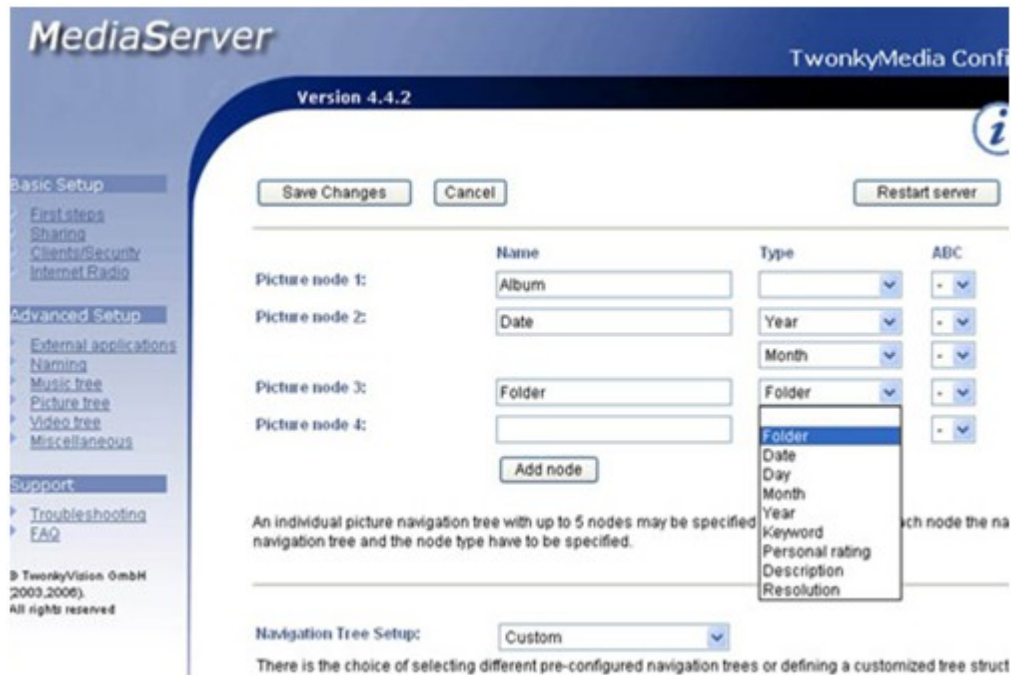 MediaServer
TwonkyMedia Confi
Version 4.4.2
i
Basic Setup
First steps
Sharing
Clients/Security
Internet Radio
Advanced Setup
External applications
Naming
Music tree
Picture tree
Video tree
Miscellaneous
Support
Troubleshooting
FAQ
© TwonkyVision GmbH
(2003,2006).
All rights reserved
Save Changes Cancel Restart server
Name Type ABC
Picture node 1: Album -
Picture node 2: Date Year -
Month -
Picture node 3: Folder Folder -
Picture node 4: -
Folder
Date
Day
Month
Year
Keyword
Personal rating
Description
Resolution
Add node
An individual picture navigation tree with up to 5 nodes may be specified ch node the na
navigation tree and the node type have to be specified.
Navigation Tree Setup: Custom
There is the choice of selecting different pre-configured navigation trees or defining a customized tree struct